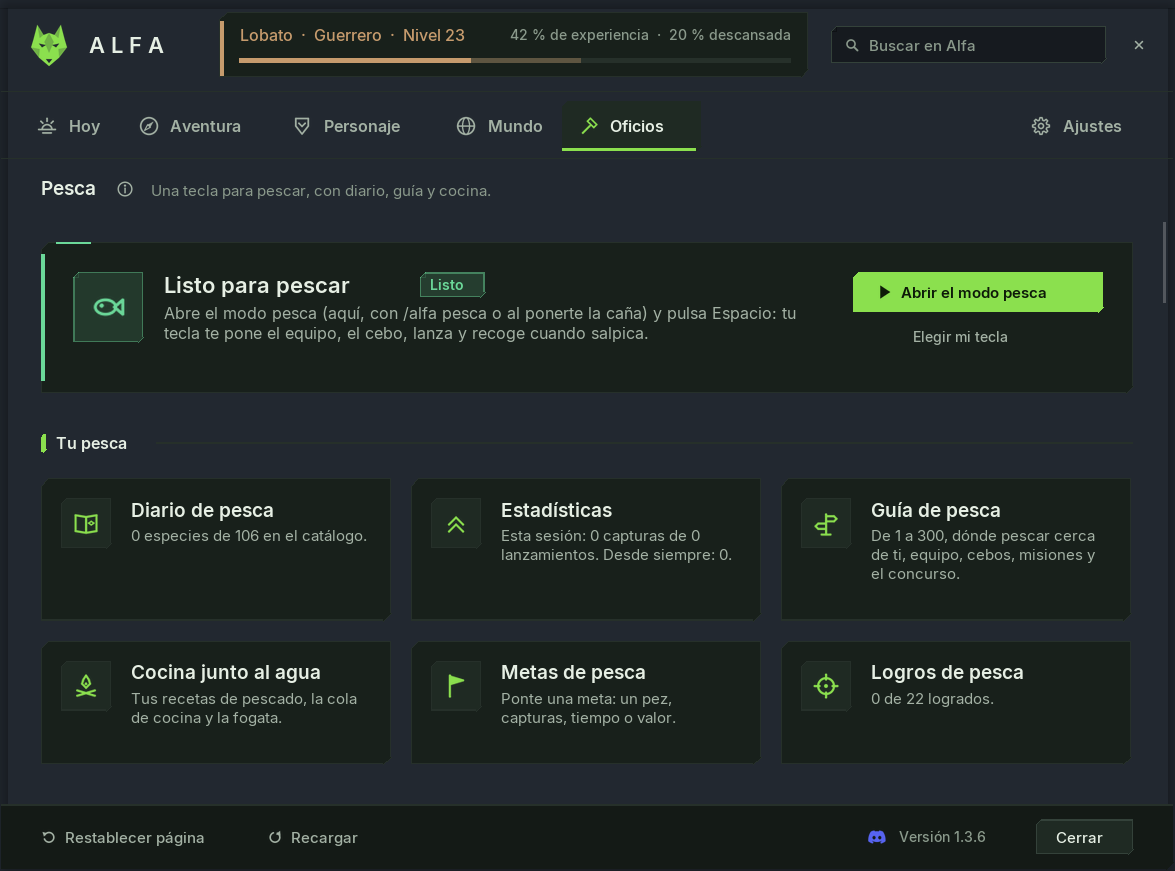 ALFA
Lobato · Guerrero · Nivel 23
42 % de experiencia · 20 % descansada
Buscar en Alfa
Hoy
Aventura
Personaje
Mundo
Oficios
Ajustes
Pesca
Una tecla para pescar, con diario, guía y cocina.
Listo para pescar
Listo
Abre el modo pesca (aquí, con /alfa pesca o al ponerte la caña) y pulsa Espacio: tu
tecla te pone el equipo, el cebo, lanza y recoge cuando salpica.
Abrir el modo pesca
Elegir mi tecla
Tu pesca
Diario de pesca
0 especies de 106 en el catálogo.
Estadísticas
Esta sesión: 0 capturas de 0
lanzamientos. Desde siempre: 0.
Guía de pesca
De 1 a 300, dónde pescar cerca
de ti, equipo, cebos, misiones y
el concurso.
Cocina junto al agua
Tus recetas de pescado, la cola
de cocina y la fogata.
Metas de pesca
Ponte una meta: un pez,
capturas, tiempo o valor.
Logros de pesca
0 de 22 logrados.
Restablecer página
Recargar
Versión 1.3.6
Cerrar